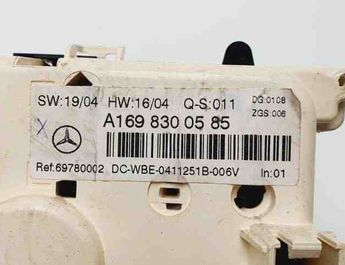 SW:19/04 HW:16/04 Q-S:011 DG:0108
ZGS:006
A169 830 05 85
Ref:69780002 DC-WBE-0411251B-006V In:01